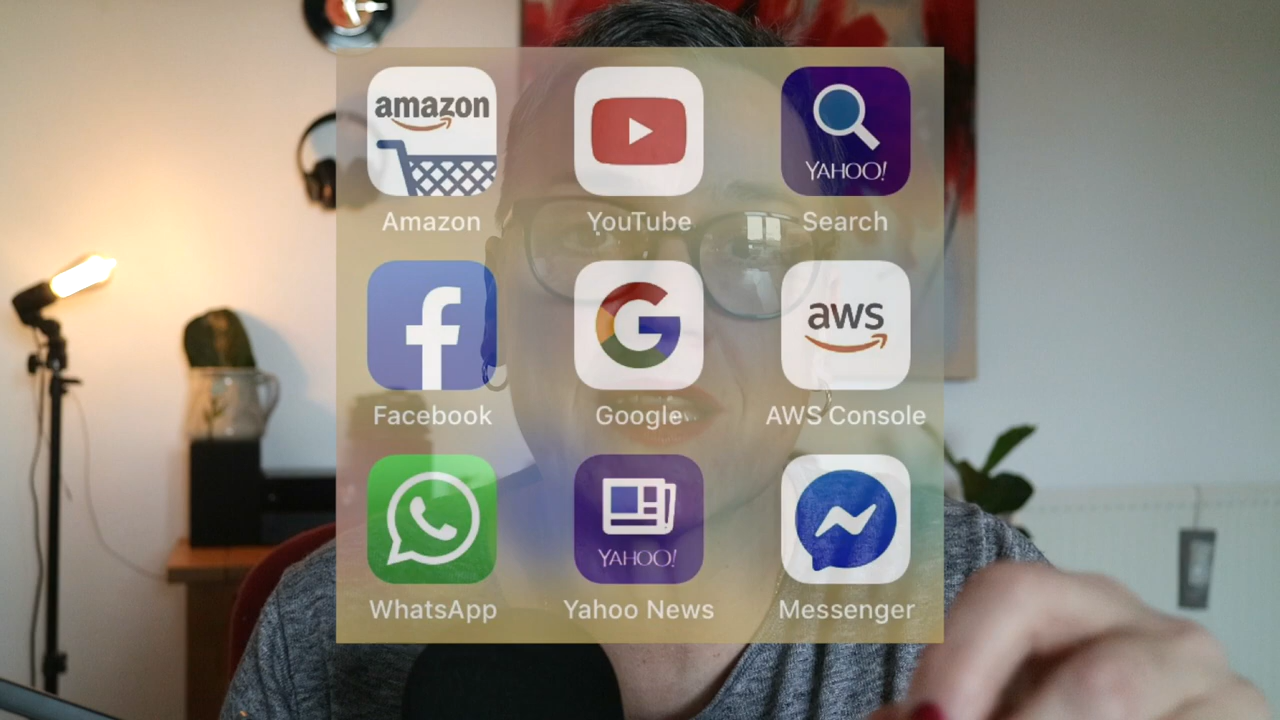 amazon
Amazon
YouTube
YAHOO!
Search
Facebook
G
Google
aws
AWS Console
WhatsApp
YAHOO!
Yahoo News
Messenger